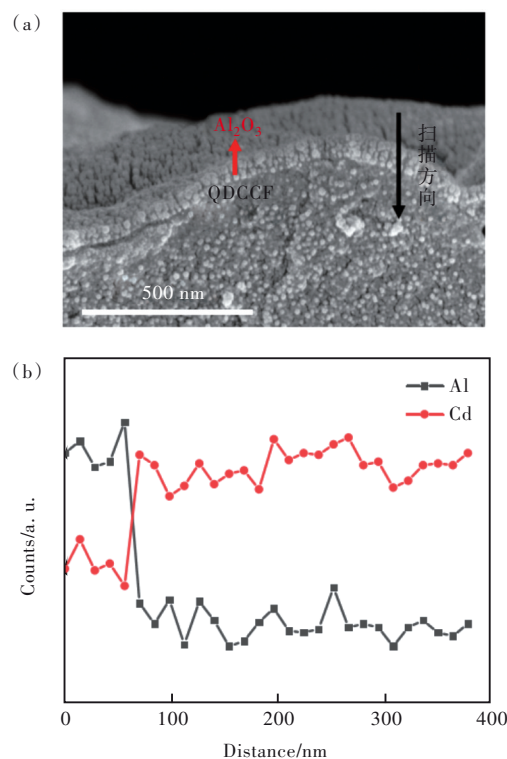 (a)
Al₂O₃
QDCCF
扫描方向
500 nm
(b)
Al
Cd
Counts/a. u.
0 100 200 300 400
Distance/nm